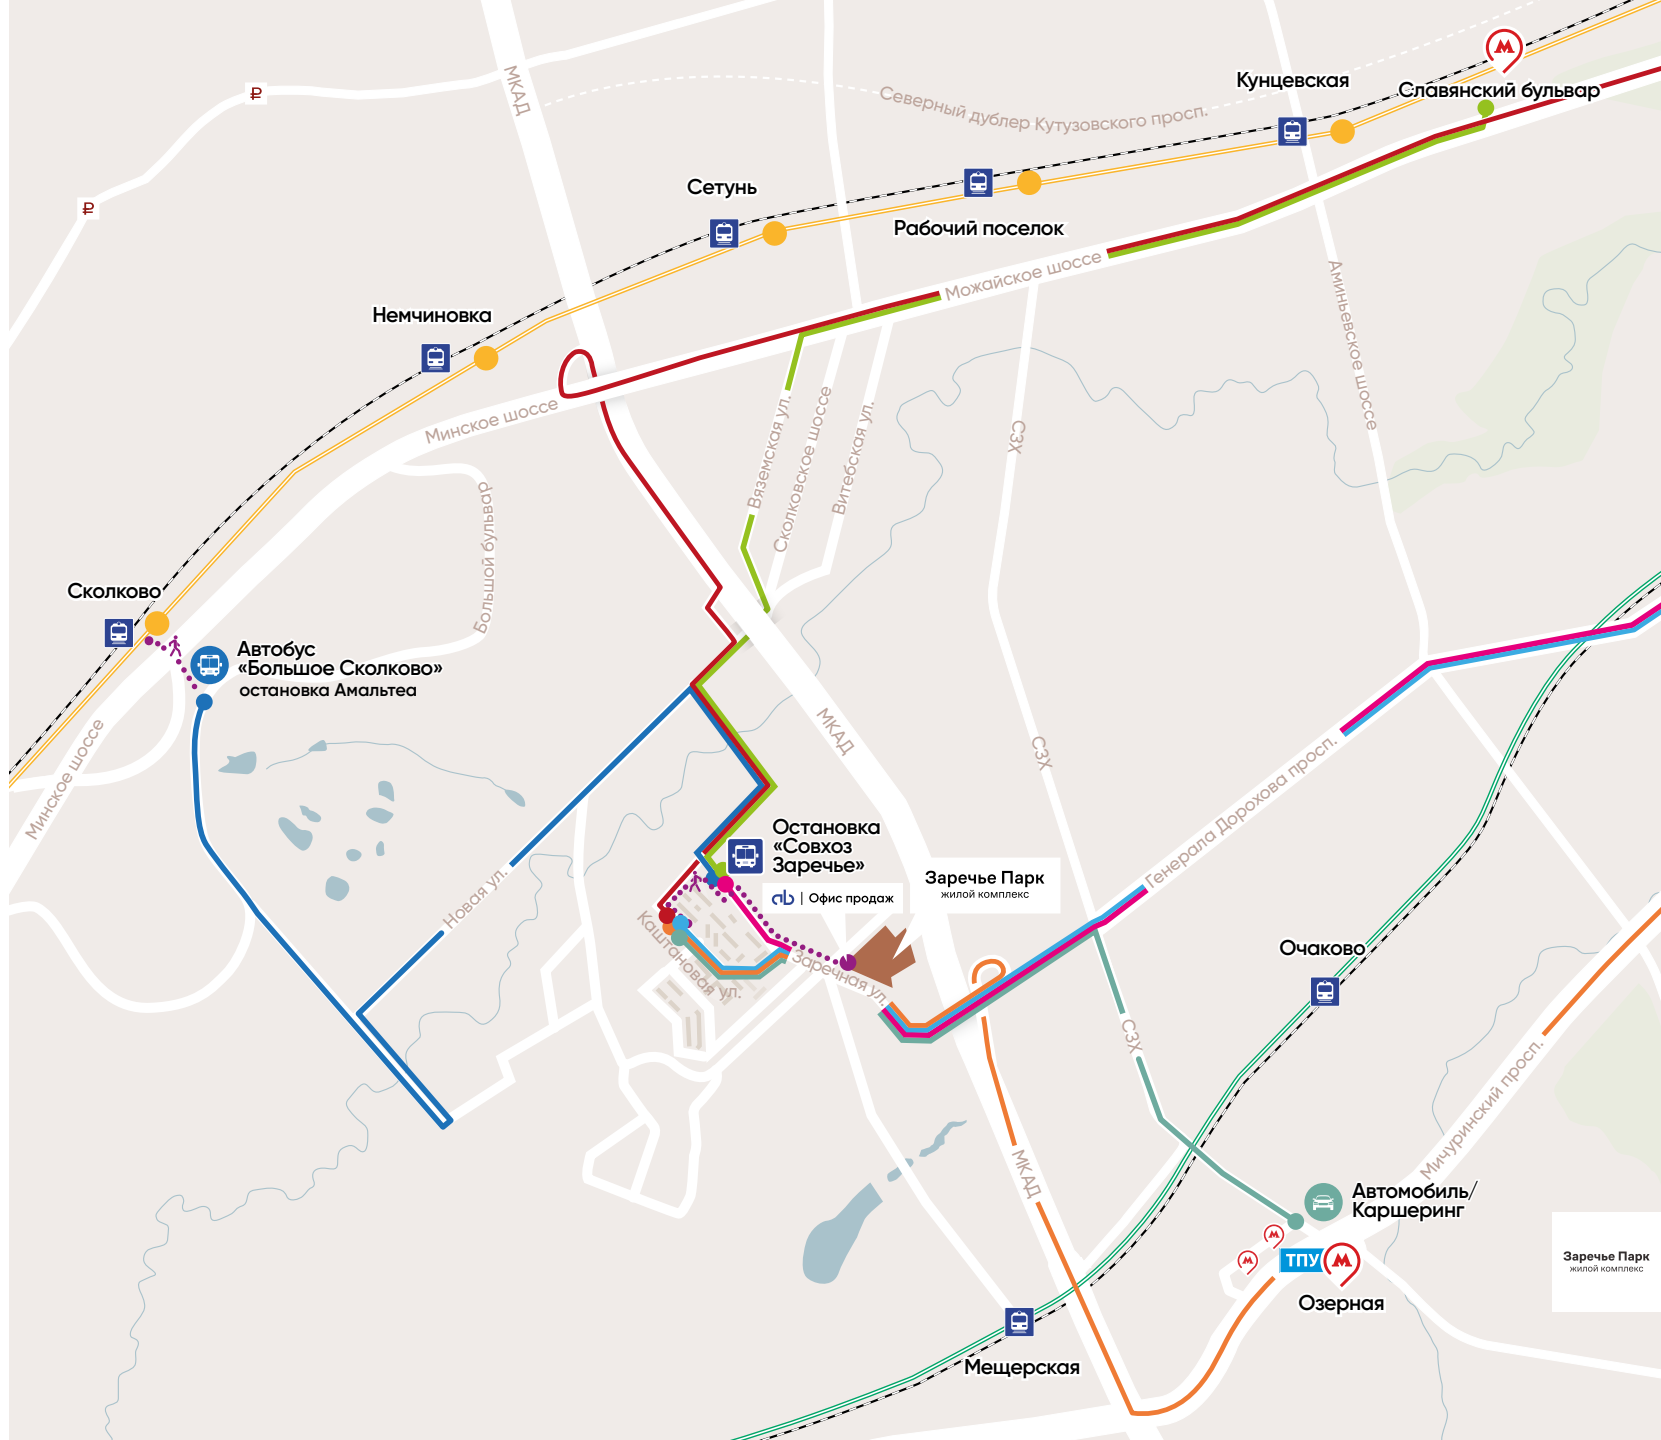 Кунцевская
Славянский бульвар
МКАД
₽
Северный дублер Кутузовского просп.
Сетунь
₽
Рабочий поселок
Можайское шоссе
Немчиновка
Аминьевское шоссе
Минское шоссе
Вяземская ул.
Сколковское шоссе
Витебская ул.
СЗХ
Большой бульвар
Сколково
Автобус
«Большое Сколково»
остановка Амальтеа
Минское шоссе
МКАД
СЗХ
Генерала Дорохова просп.
Остановка
«Совхоз
Заречье»
Офис продаж
Заречье Парк
жилой комплекс
Новая ул.
Каштановая ул.
Заречная ул.
Очаково
СЗХ
Мичуринский просп.
МКАД
Автомобиль/
Каршеринг
М
М
ТПУ
М
Озерная
Заречье Парк
жилой комплекс
Мещерская